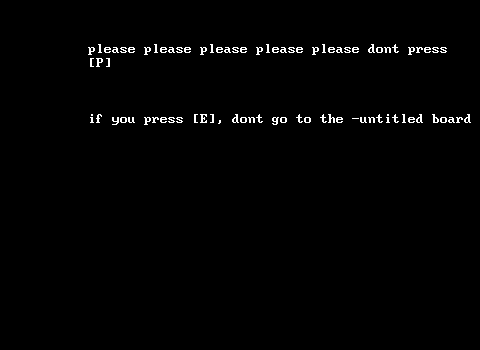 please please please please please dont press
[P]
if you press [E], dont go to the -untitled board